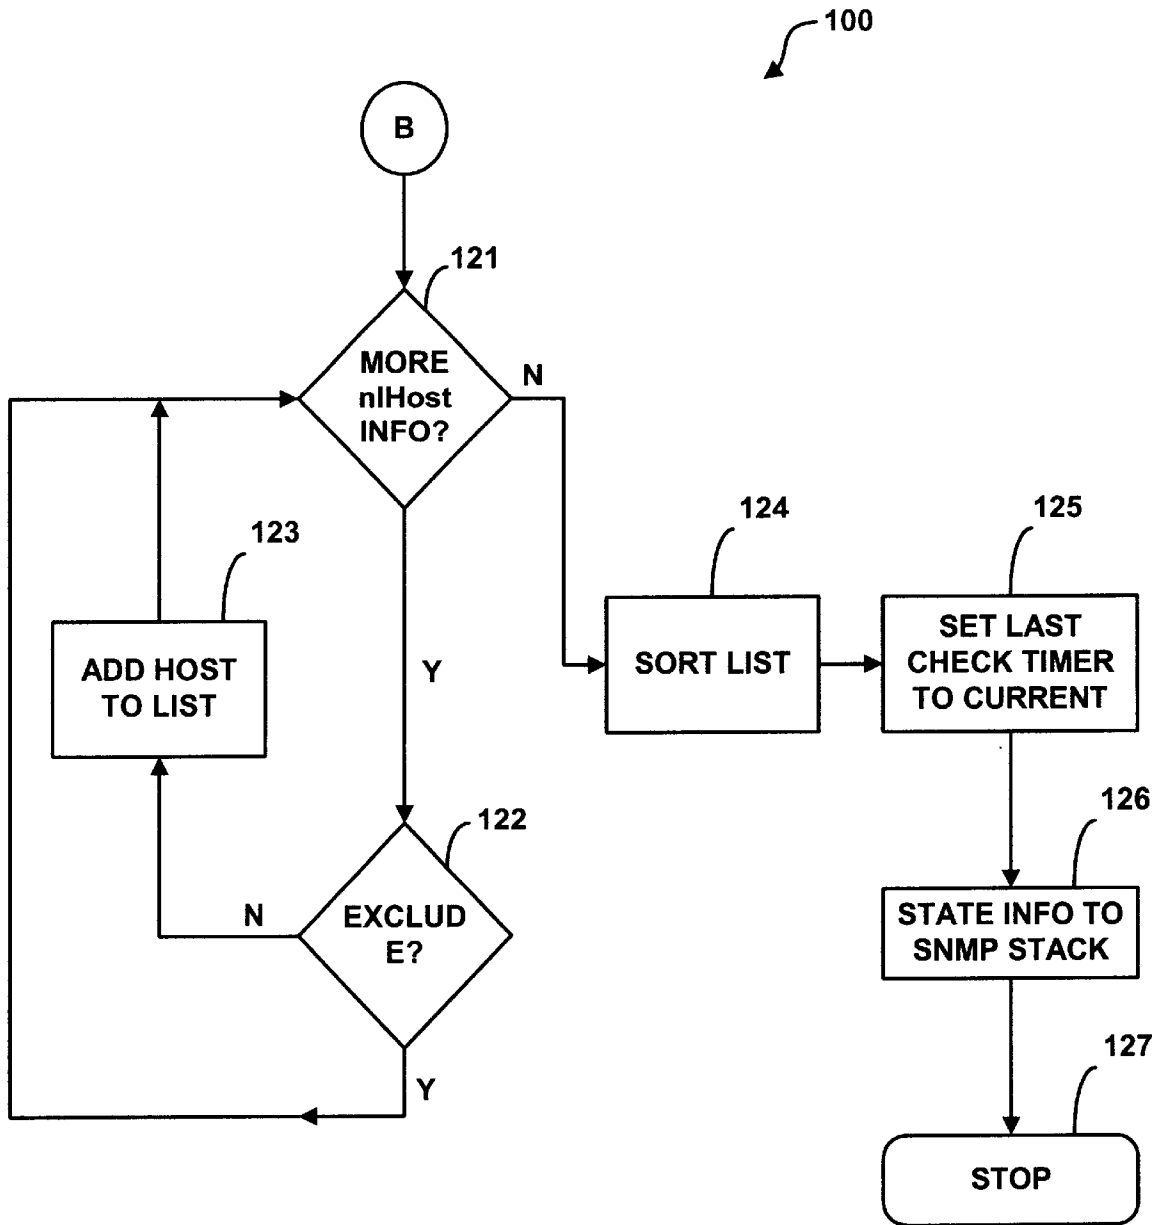 100
B
121
MORE
nlHost
INFO?
N
123
124
125
ADD HOST
TO LIST
Y
SORT LIST
SET LAST
CHECK TIMER
TO CURRENT
122
126
N
EXCLUD
E?
STATE INFO TO
SNMP STACK
Y
127
STOP